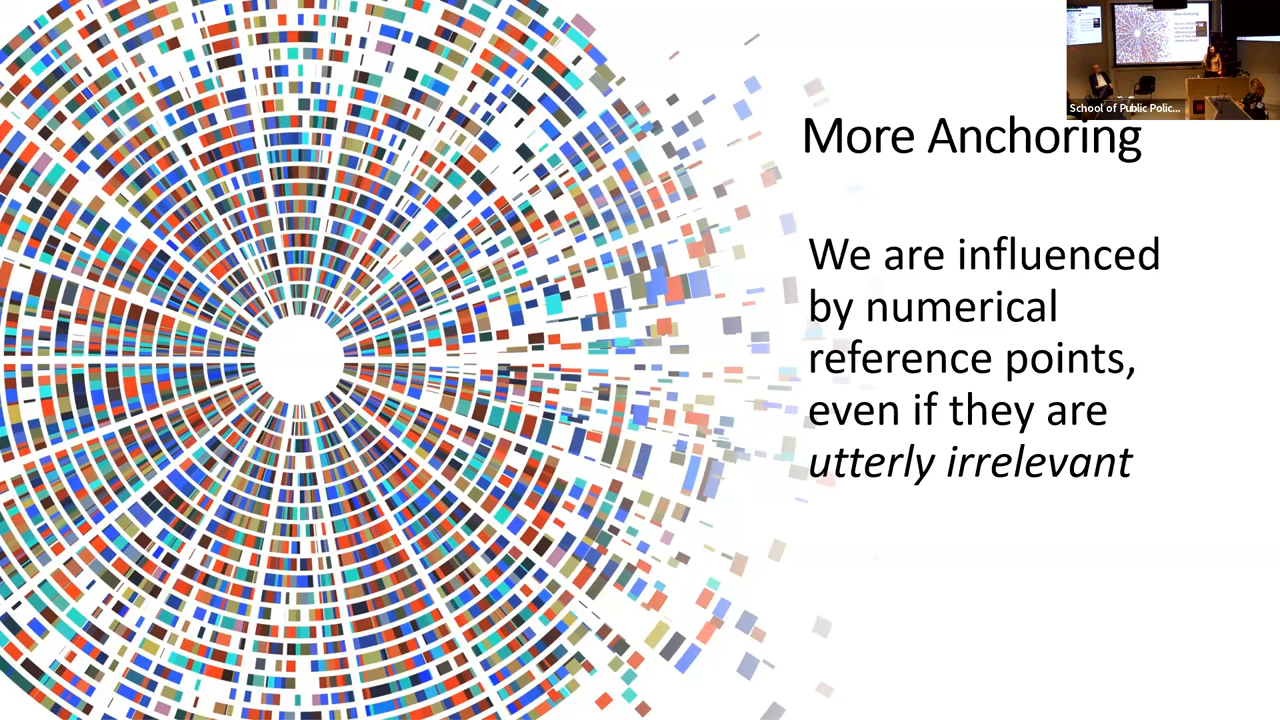 More Anchoring
We are influenced
by numerical
reference points,
even if they are
utterly irrelevant
School of Public Polic...